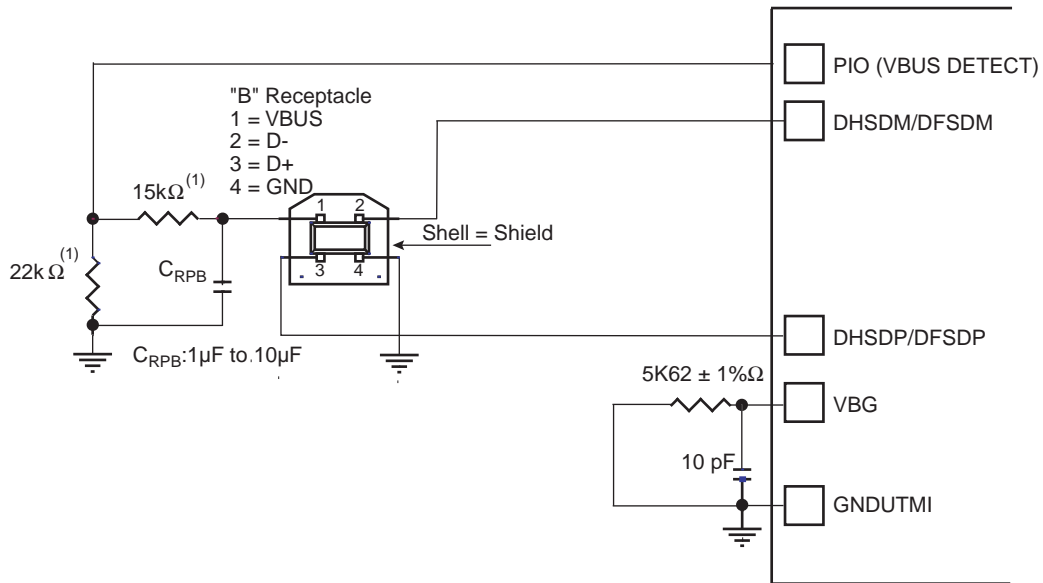 PIO (VBUS DETECT)
"B" Receptacle
1 = VBUS
2 = D-
3 = D+
4 = GND
DHSDM/DFSDM
15kΩ(1)
1 2
Shell = Shield
22k Ω(1)
CRPB
3 4
CRPB:1µF to 10µF
DHSDP/DFSDP
5K62 ± 1%Ω
VBG
10 pF
GNDUTMI